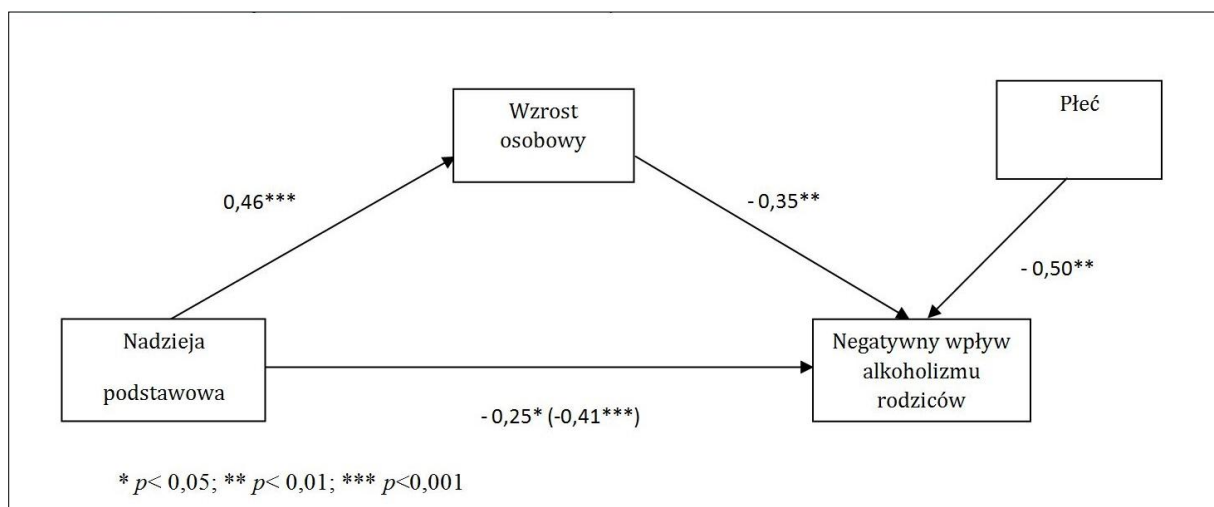 Wzrost
osobowy
Płeć
0,46***
- 0,35**
- 0,50**
Nadzieja
podstawowa
Negatywny wpływ
alkoholizmu
rodziców
- 0,25* (-0,41***)
* p< 0,05; ** p< 0,01; *** p<0,001